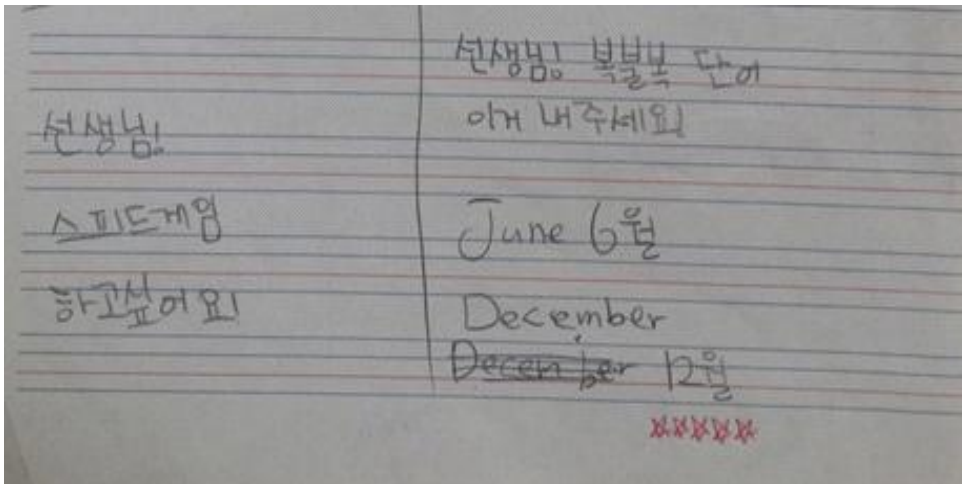 선생님!
스피드게임
하고싶어요!
선생님! 복불복 단어
이거 내주세요!
June 6월
December
December 12월